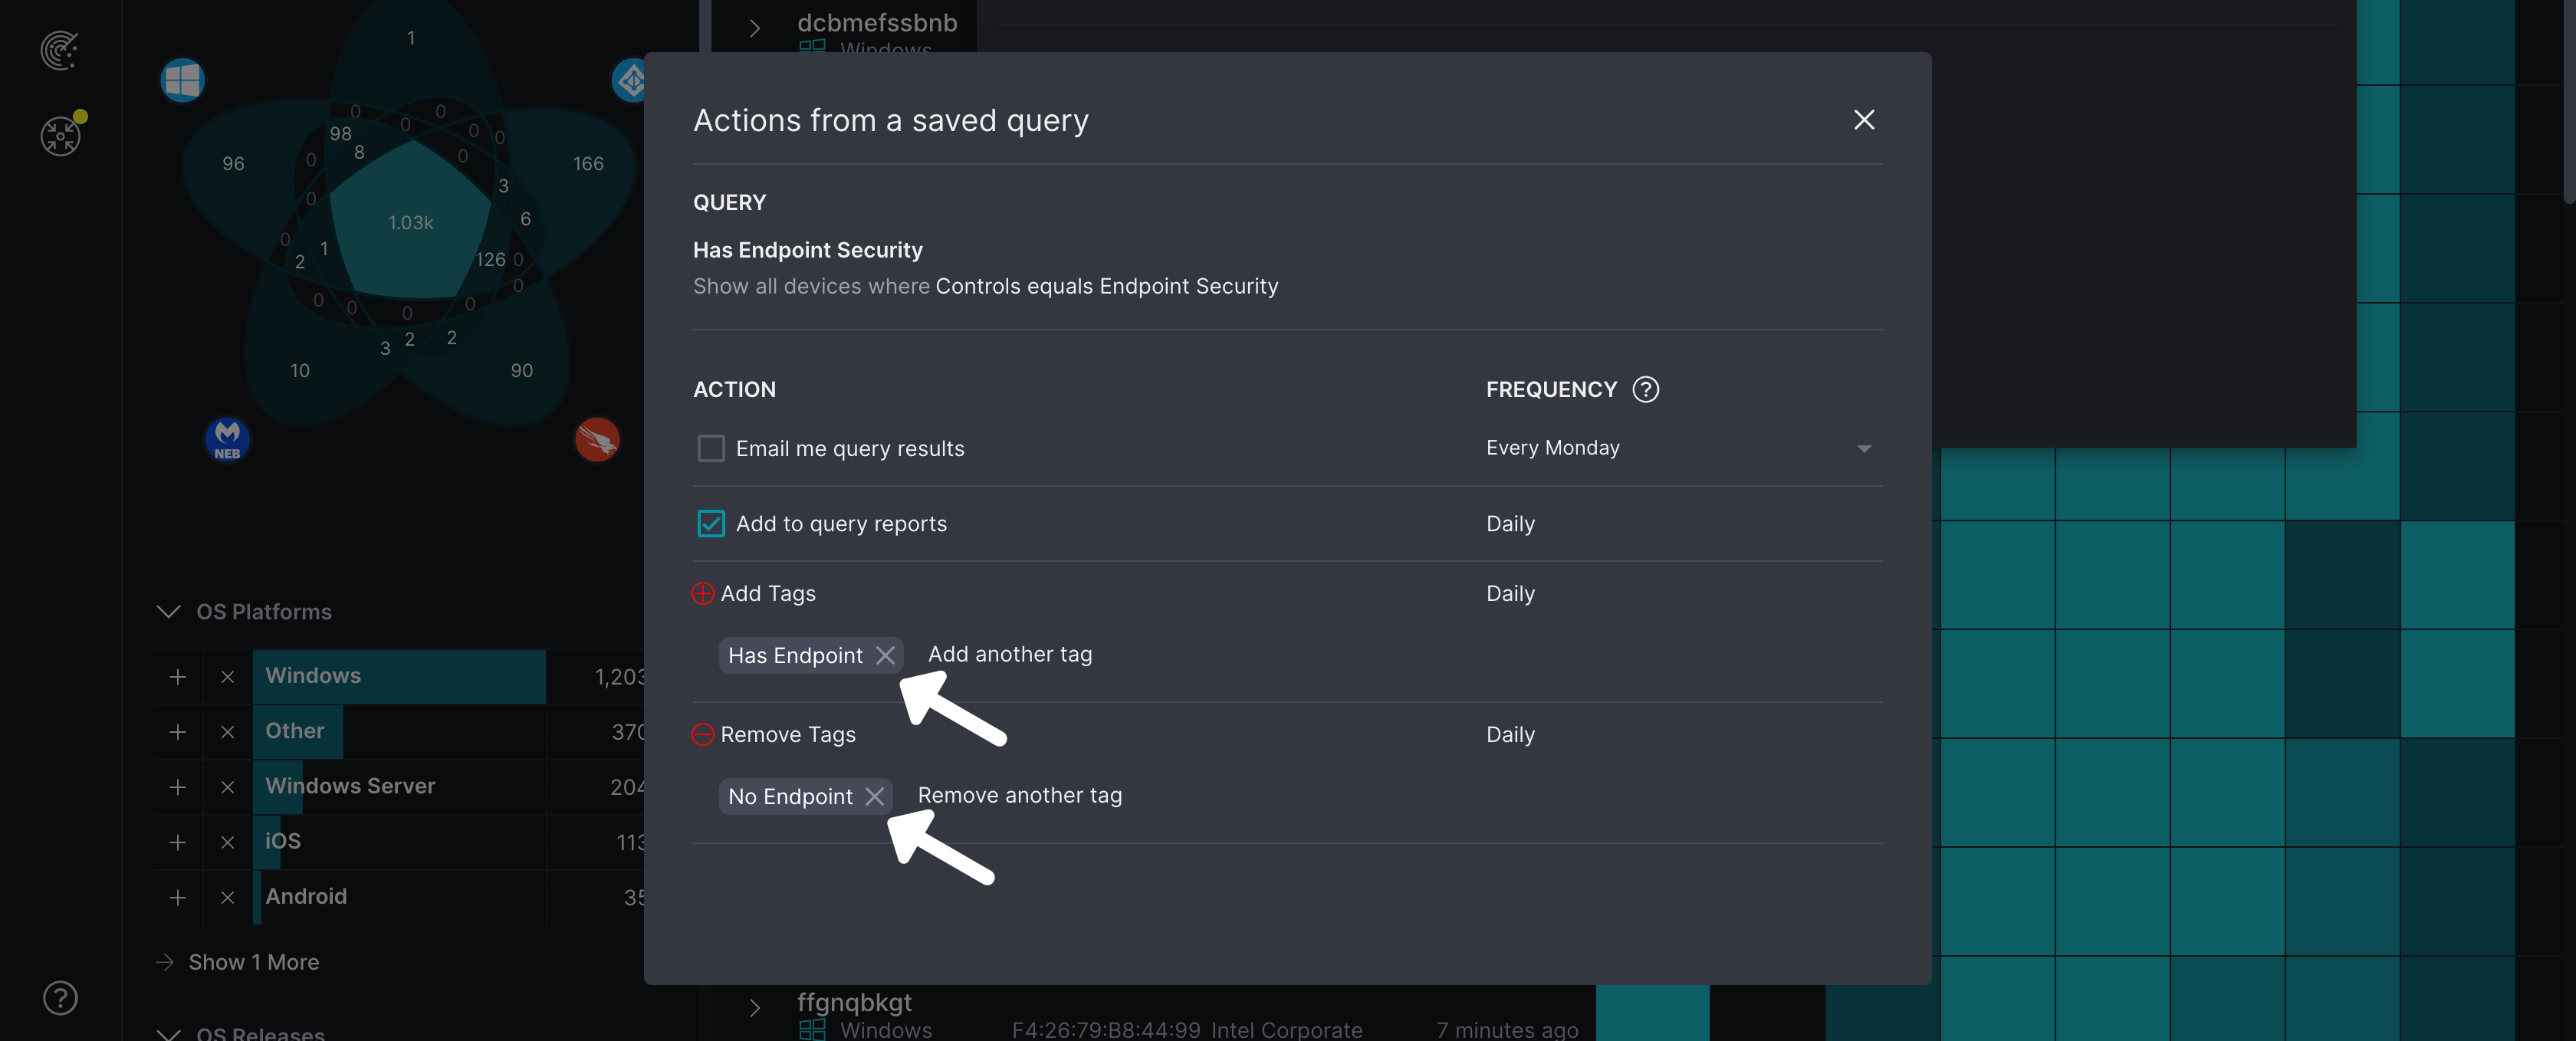 1
96
166
98
8
0
0
0
0
0
0
0
3
0
6
1.03k
0
1
2
126
0
0
0
0
0
0
3
2
2
10
90
NEB
OS Platforms
Windows 1,203
Other 370
Windows Server 204
iOS 113
Android 35
Show 1 More
OS Releases
dcbmefssbnb
Windows
Actions from a saved query
QUERY
Has Endpoint Security
Show all devices where Controls equals Endpoint Security
ACTION FREQUENCY ?
Email me query results Every Monday
Add to query reports Daily
Add Tags Daily
Has Endpoint Add another tag
Remove Tags Daily
No Endpoint Remove another tag
ffgnqbkgt
Windows F4:26:79:B8:44:99 Intel Corporate 7 minutes ago
?